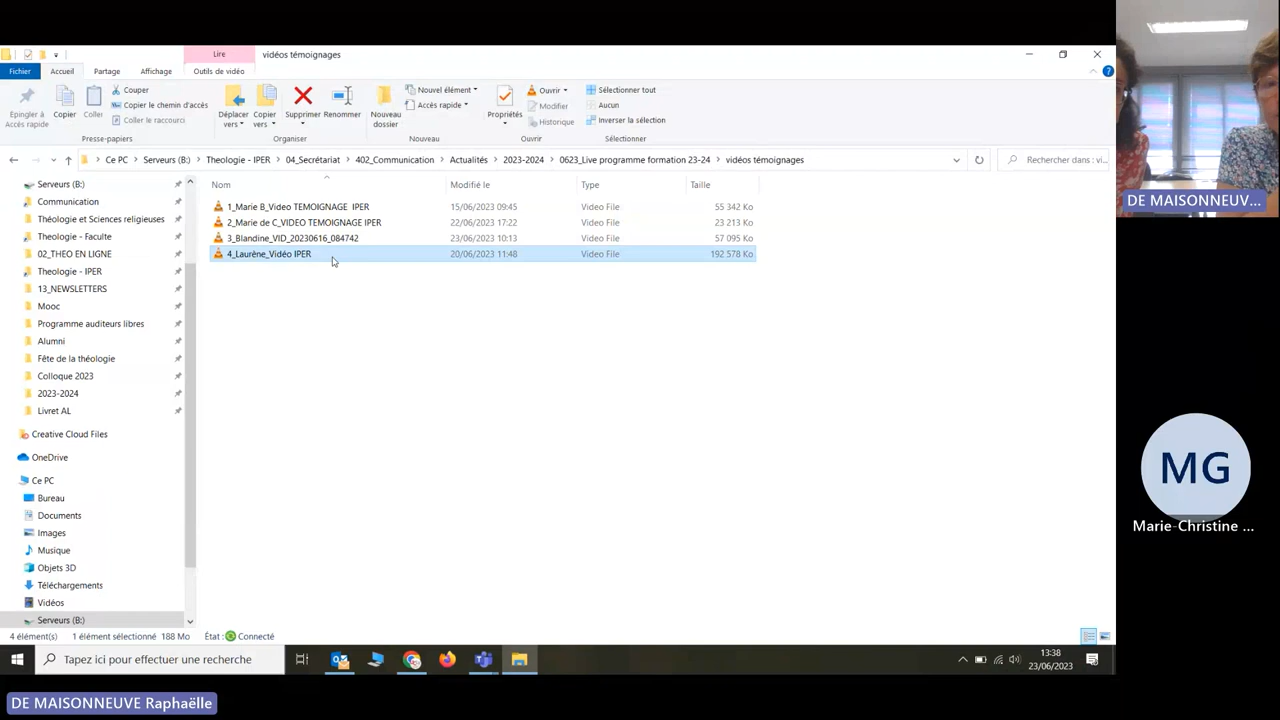 Lire
vidéos témoignages
Fichier
Accueil
Partage
Affichage
Outils de vidéo
Épingler à
Accès rapide
Copier
Coller
Couper
Copier le chemin d'accès
Coller le raccourci
Presse-papiers
Déplacer
vers
Copier
vers
Supprimer
Renommer
Organiser
Nouveau
dossier
Nouvel élément
Accès rapide
Nouveau
Propriétés
Ouvrir
Modifier
Historique
Ouvrir
Sélectionner tout
Aucun
Inverser la sélection
Sélectionner
Ce PC
Serveurs (B:)
Theologie - IPER
04_Secrétariat
402_Communication
Actualités
2023-2024
0623_Live programme formation 23-24
vidéos témoignages
Rechercher dans : vi...
Serveurs (B:)
Communication
Théologie et Sciences religieuses
Theologie - Faculte
02_THEO EN LIGNE
Theologie - IPER
13_NEWSLETTERS
Mooc
Programme auditeurs libres
Alumni
Fête de la théologie
Colloque 2023
2023-2024
Livret AL
Creative Cloud Files
OneDrive
Ce PC
Bureau
Documents
Images
Musique
Objets 3D
Téléchargements
Vidéos
Serveurs (B:)
Nom Modifié le Type Taille
1_Marie B_Video TEMOIGNAGE IPER 15/06/2023 09:45 Video File 55 342 Ko
2_Marie de C_VIDEO TEMOIGNAGE IPER 22/06/2023 17:22 Video File 23 213 Ko
3_Blandine_VID_20230616_084742 23/06/2023 10:13 Video File 57 095 Ko
4_Laurène_Vidéo IPER 20/06/2023 11:48 Video File 192 578 Ko
4 élément(s) 1 élément sélectionné 188 Mo État : Connecté
Tapez ici pour effectuer une recherche
13:38
23/06/2023
DE MAISONNEUVE Raphaëlle
DE MAISONNEUV...
MG
Marie-Christine ...